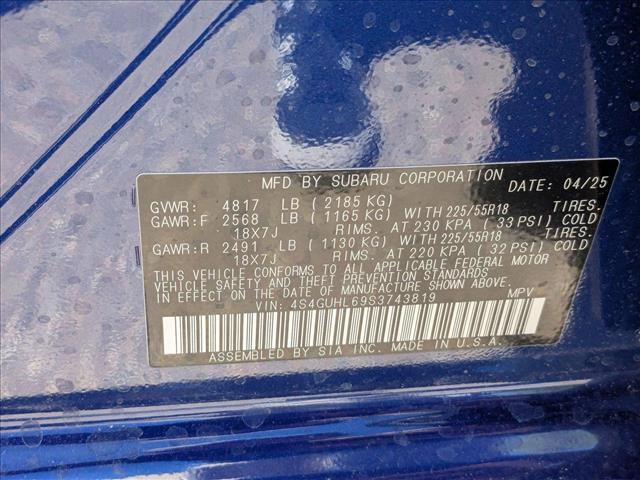 MFD BY SUBARU CORPORATION DATE: 04/25
GVWR: 4817 LB (2185 KG)
GAWR:F 2568 LB (1165 KG) WITH 225/55R18 TIRES.
18X7J RIMS. AT 230 KPA (33 PSI) COLD
GAWR:R 2491 LB (1130 KG) WITH 225/55R18 TIRES.
18X7J RIMS. AT 220 KPA (32 PSI) COLD
THIS VEHICLE CONFORMS TO ALL APPLICABLE FEDERAL MOTOR
VEHICLE SAFETY AND THEFT PREVENTION STANDARDS
IN EFFECT ON THE DATE OF MANUFACTURE SHOWN ABOVE.
VIN: 4S4GUHL69S3743819 MPV
ASSEMBLED BY SIA INC. MADE IN U.S.A.